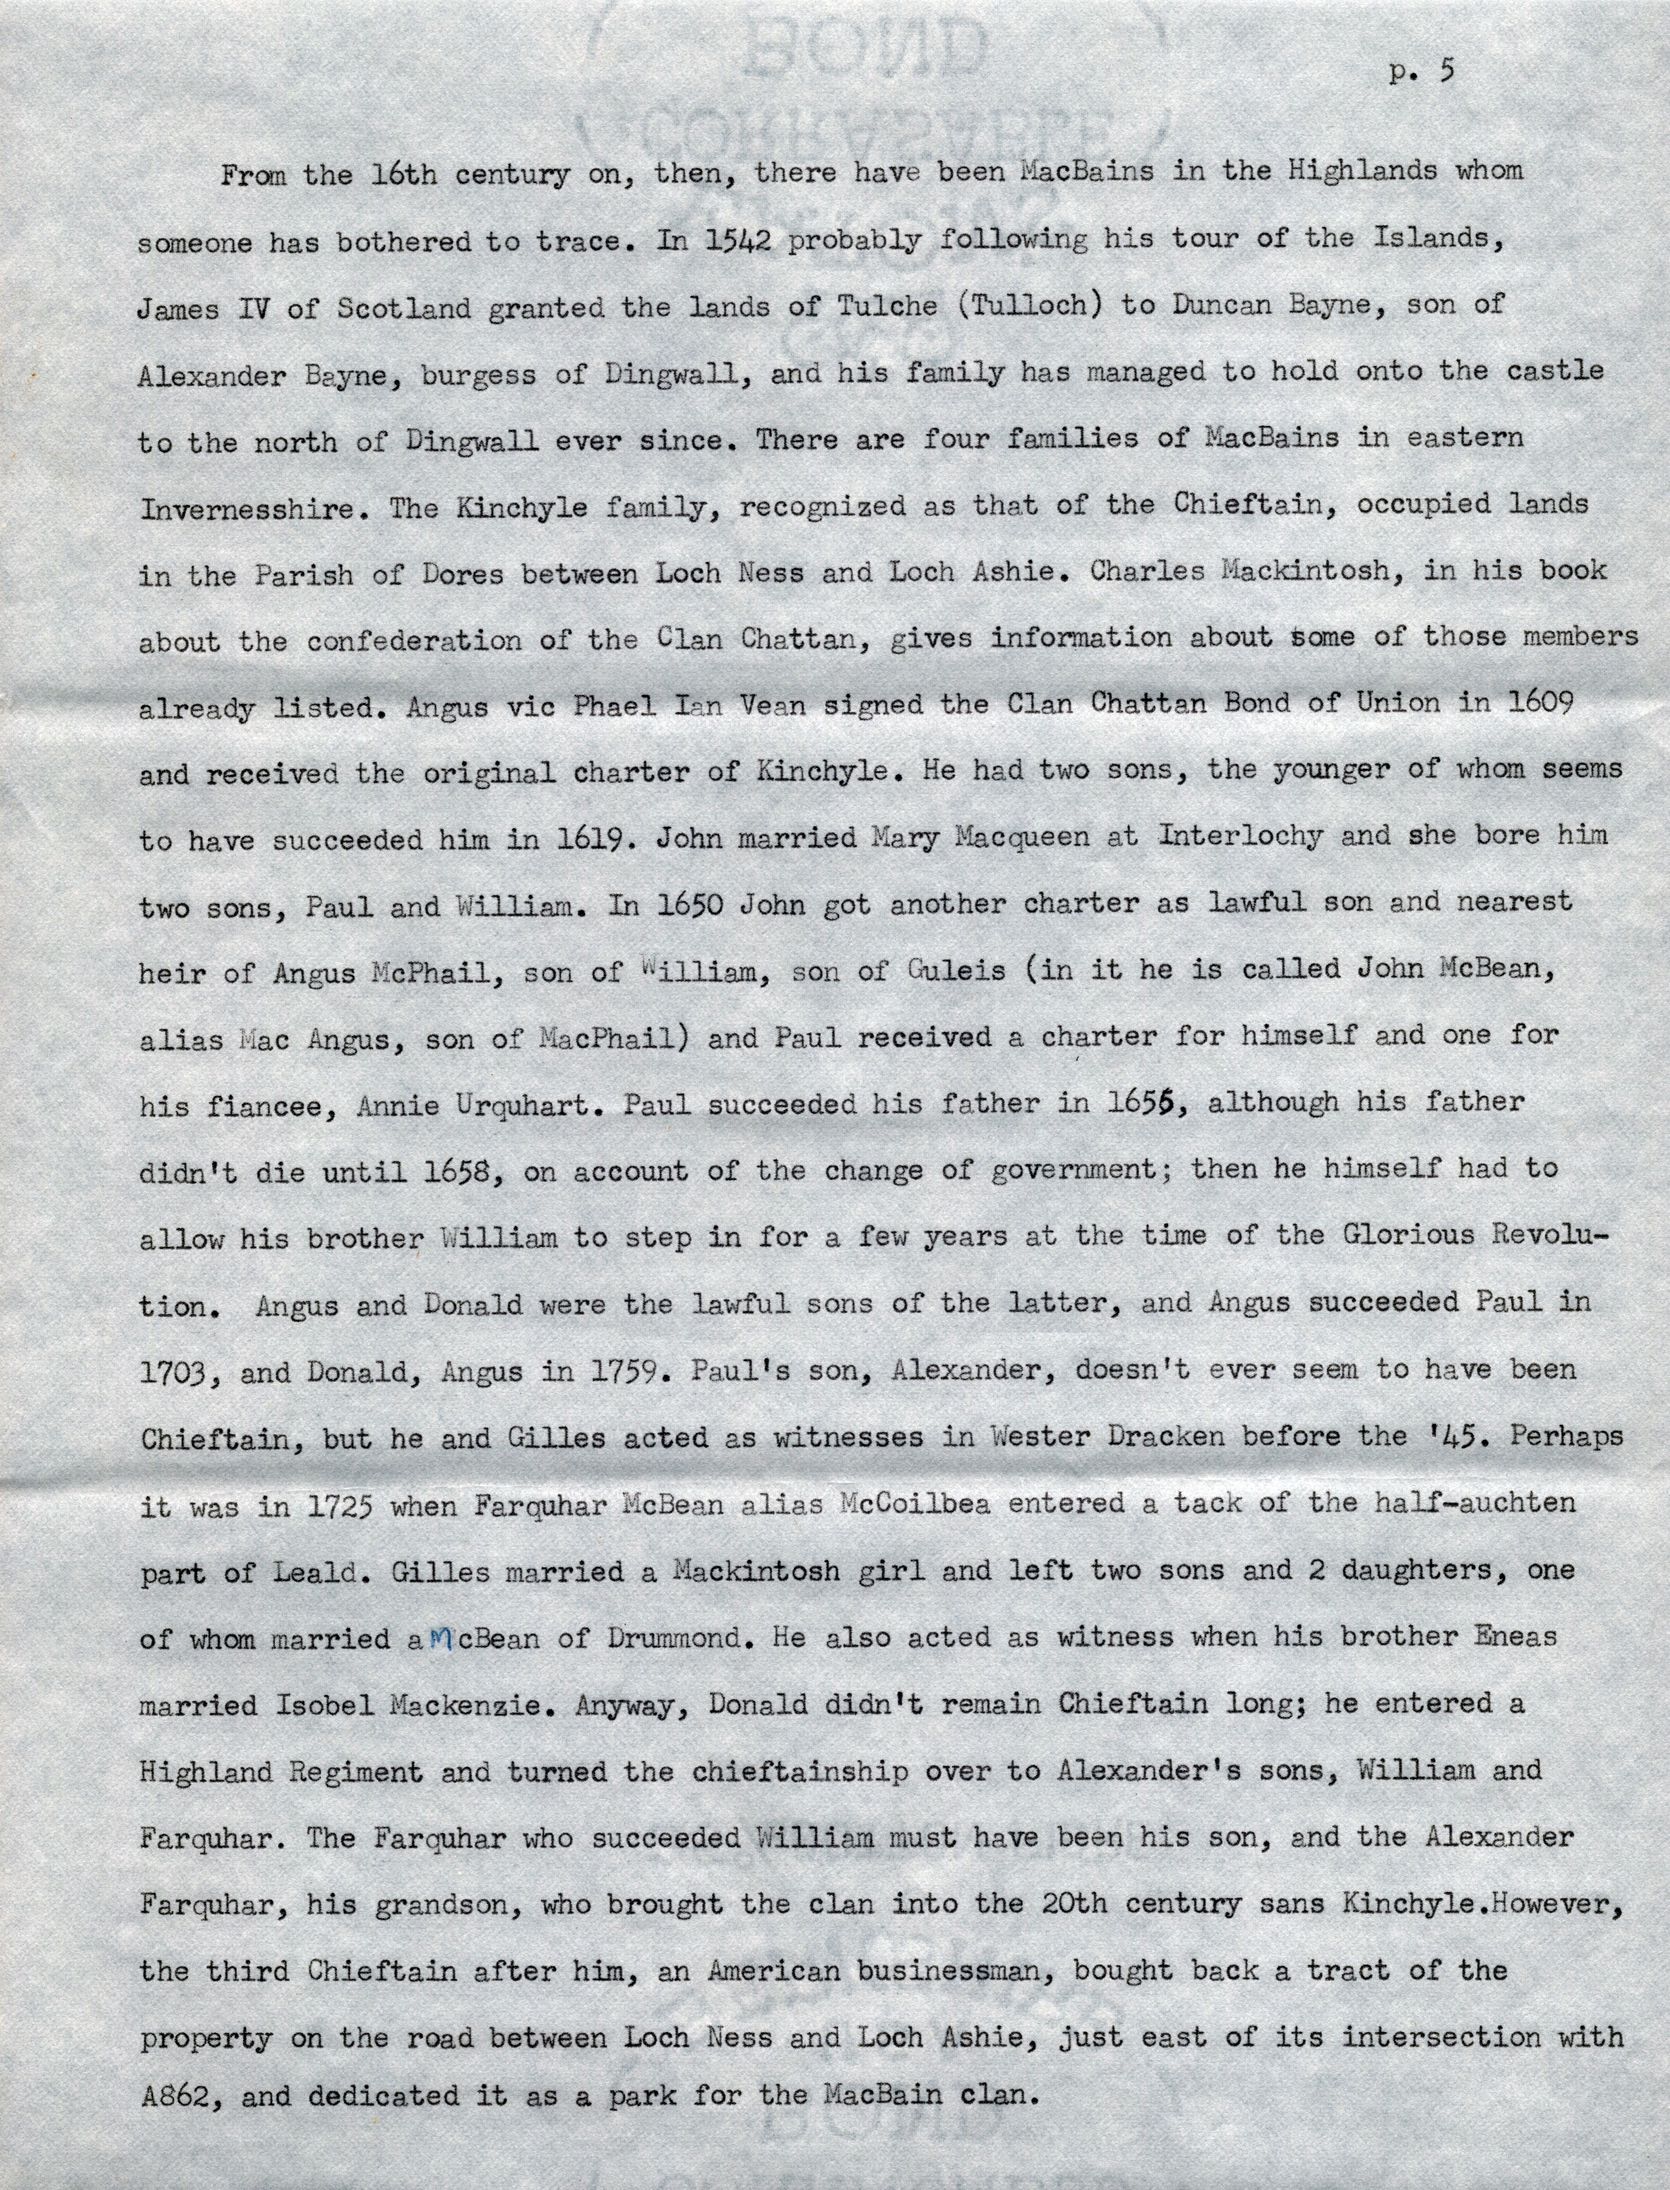 BOND
CORRASABLE
p. 5
From the 16th century on, then, there have been MacBains in the Highlands whom
someone has bothered to trace. In 1542 probably following his tour of the Islands,
James IV of Scotland granted the lands of Tulche (Tulloch) to Duncan Bayne, son of
Alexander Bayne, burgess of Dingwall, and his family has managed to hold onto the castle
to the north of Dingwall ever since. There are four families of MacBains in eastern
Invernesshire. The Kinchyle family, recognized as that of the Chieftain, occupied lands
in the Parish of Dores between Loch Ness and Loch Ashie. Charles Mackintosh, in his book
about the confederation of the Clan Chattan, gives information about some of those members
already listed. Angus vic Phael Ian Vean signed the Clan Chattan Bond of Union in 1609
and received the original charter of Kinchyle. He had two sons, the younger of whom seems
to have succeeded him in 1619. John married Mary Macqueen at Interlochy and she bore him
two sons, Paul and William. In 1650 John got another charter as lawful son and nearest
heir of Angus McPhail, son of William, son of Guleis (in it he is called John McBean,
alias Mac Angus, son of MacPhail) and Paul received a charter for himself and one for
his fiancee, Annie Urquhart. Paul succeeded his father in 1655, although his father
didn't die until 1658, on account of the change of government; then he himself had to
allow his brother William to step in for a few years at the time of the Glorious Revolu-
tion. Angus and Donald were the lawful sons of the latter, and Angus succeeded Paul in
1703, and Donald, Angus in 1759. Paul's son, Alexander, doesn't ever seem to have been
Chieftain, but he and Gilles acted as witnesses in Wester Dracken before the '45. Perhaps
it was in 1725 when Farquhar McBean alias McCoilbea entered a tack of the half-auchten
part of Leald. Gilles married a Mackintosh girl and left two sons and 2 daughters, one
of whom married a McBean of Drummond. He also acted as witness when his brother Eneas
married Isobel Mackenzie. Anyway, Donald didn't remain Chieftain long; he entered a
Highland Regiment and turned the chieftainship over to Alexander's sons, William and
Farquhar. The Farquhar who succeeded William must have been his son, and the Alexander
Farquhar, his grandson, who brought the clan into the 20th century sans Kinchyle.However,
the third Chieftain after him, an American businessman, bought back a tract of the
property on the road between Loch Ness and Loch Ashie, just east of its intersection with
A862, and dedicated it as a park for the MacBain clan.
BOND